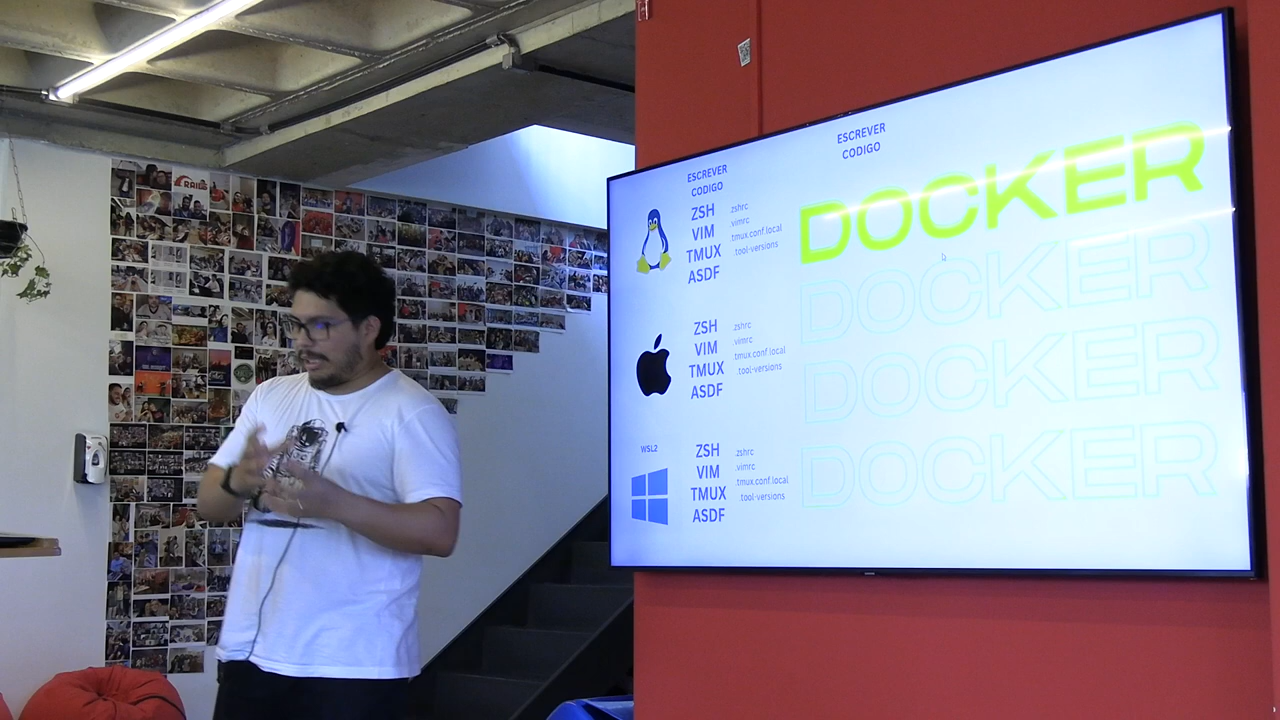 RAILS
ESCREVER
CODIGO
ESCREVER
CODIGO
DOCKER
DOCKER
DOCKER
DOCKER
ZSH
VIM
TMUX
ASDF
.zshrc
.vimrc
.tmux.conf.local
.tool-versions
ZSH
VIM
TMUX
ASDF
.zshrc
.vimrc
.tmux.conf.local
.tool-versions
WSL2
ZSH
VIM
TMUX
ASDF
.zshrc
.vimrc
.tmux.conf.local
.tool-versions